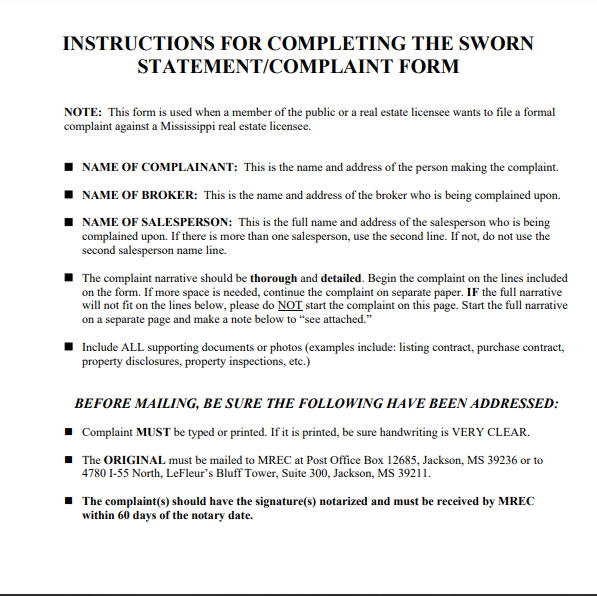 INSTRUCTIONS FOR COMPLETING THE SWORN
STATEMENT/COMPLAINT FORM
NOTE: This form is used when a member of the public or a real estate licensee wants to file a formal
complaint against a Mississippi real estate licensee.
■ NAME OF COMPLAINANT: This is the name and address of the person making the complaint.
■ NAME OF BROKER: This is the name and address of the broker who is being complained upon.
■ NAME OF SALESPERSON: This is the full name and address of the salesperson who is being
complained upon. If there is more than one salesperson, use the second line. If not, do not use the
second salesperson name line.
■ The complaint narrative should be thorough and detailed. Begin the complaint on the lines included
on the form. If more space is needed, continue the complaint on separate paper. IF the full narrative
will not fit on the lines below, please do NOT start the complaint on this page. Start the full narrative
on a separate page and make a note below to “see attached.”
■ Include ALL supporting documents or photos (examples include: listing contract, purchase contract,
property disclosures, property inspections, etc.)
BEFORE MAILING, BE SURE THE FOLLOWING HAVE BEEN ADDRESSED:
■ Complaint MUST be typed or printed. If it is printed, be sure handwriting is VERY CLEAR.
■ The ORIGINAL must be mailed to MREC at Post Office Box 12685, Jackson, MS 39236 or to
4780 I-55 North, LeFleur’s Bluff Tower, Suite 300, Jackson, MS 39211.
■ The complaint(s) should have the signature(s) notarized and must be received by MREC
within 60 days of the notary date.